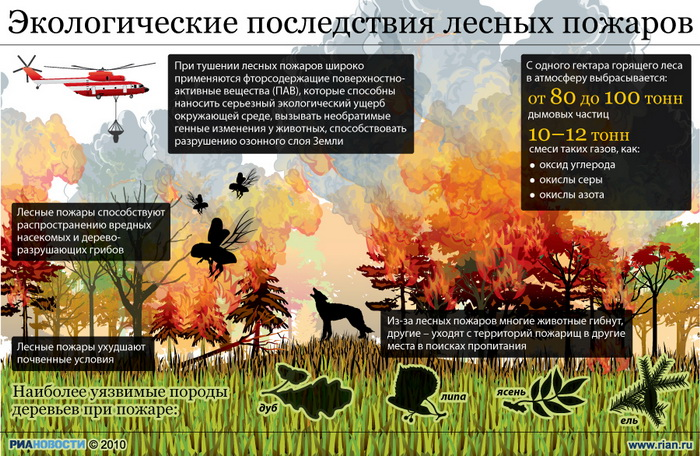 Экологические последствия лесных пожаров
При тушении лесных пожаров широко
применяются фторсодержащие поверхностно-
активные вещества (ПАВ), которые способны
наносить серьезный экологический ущерб
окружающей среде, вызывать необратимые
генные изменения у животных, способствовать
разрушению озонного слоя Земли
С одного гектара горящего леса
в атмосферу выбрасывается:
от 80 до 100 тонн
дымовых частиц
10–12 тонн
смеси таких газов, как:
• оксид углерода
• окислы серы
• окислы азота
Лесные пожары способствуют
распространению вредных
насекомых и дерево-
разрушающих грибов
Из-за лесных пожаров многие животные гибнут,
другие – уходят с территорий пожарищ в другие
места в поисках пропитания
Лесные пожары ухудшают
почвенные условия
Наиболее уязвимые породы
деревьев при пожаре:
дуб
липа
ясень
ель
РИАНОВОСТИ © 2010
www.rian.ru